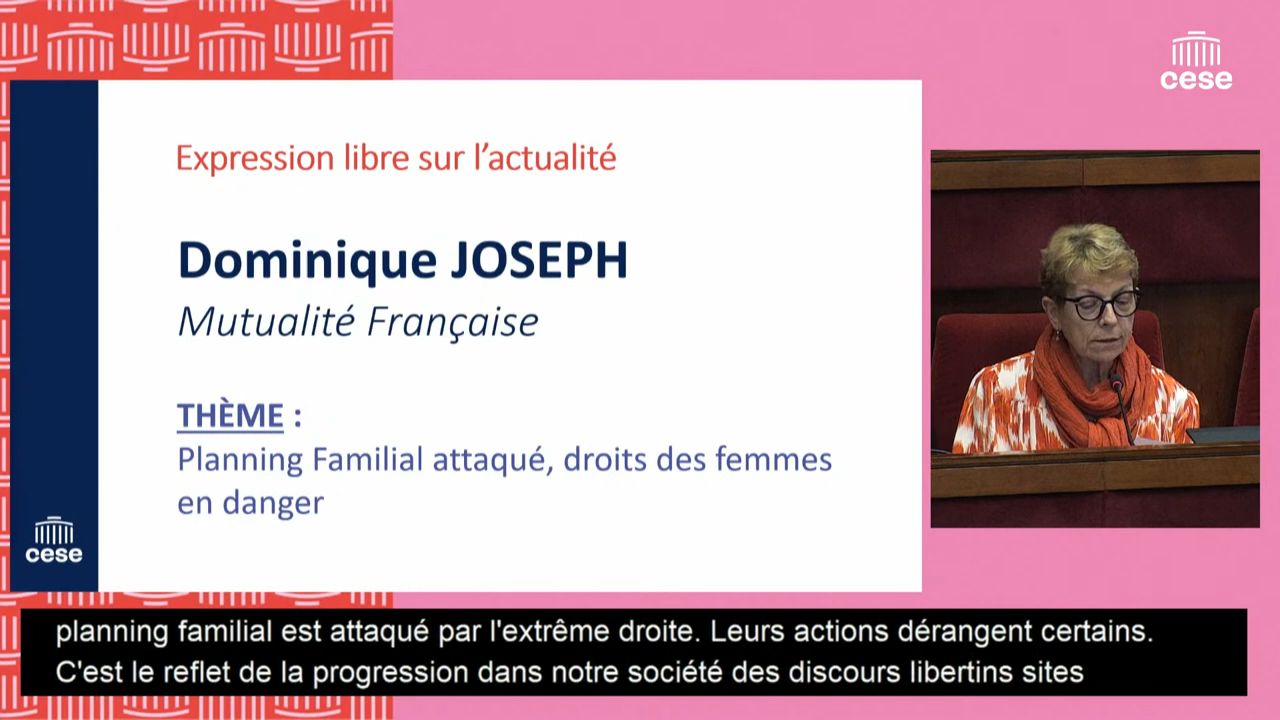 cese
Expression libre sur l'actualité
Dominique JOSEPH
Mutualité Française
THÈME :
Planning Familial attaqué, droits des femmes
en danger
cese
planning familial est attaqué par l'extrême droite. Leurs actions dérangent certains.
C'est le reflet de la progression dans notre société des discours libertins sites